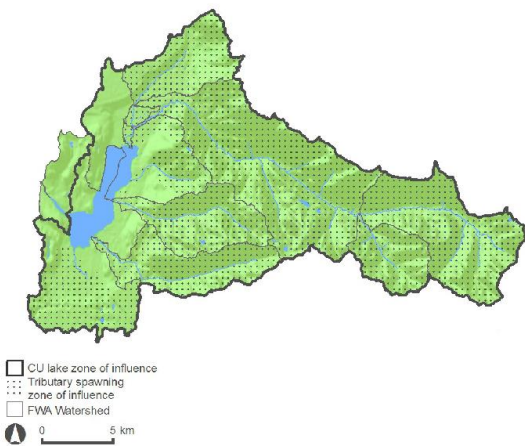 CU lake zone of influence
Tributary spawning
zone of influence
FWA Watershed
0 5 km